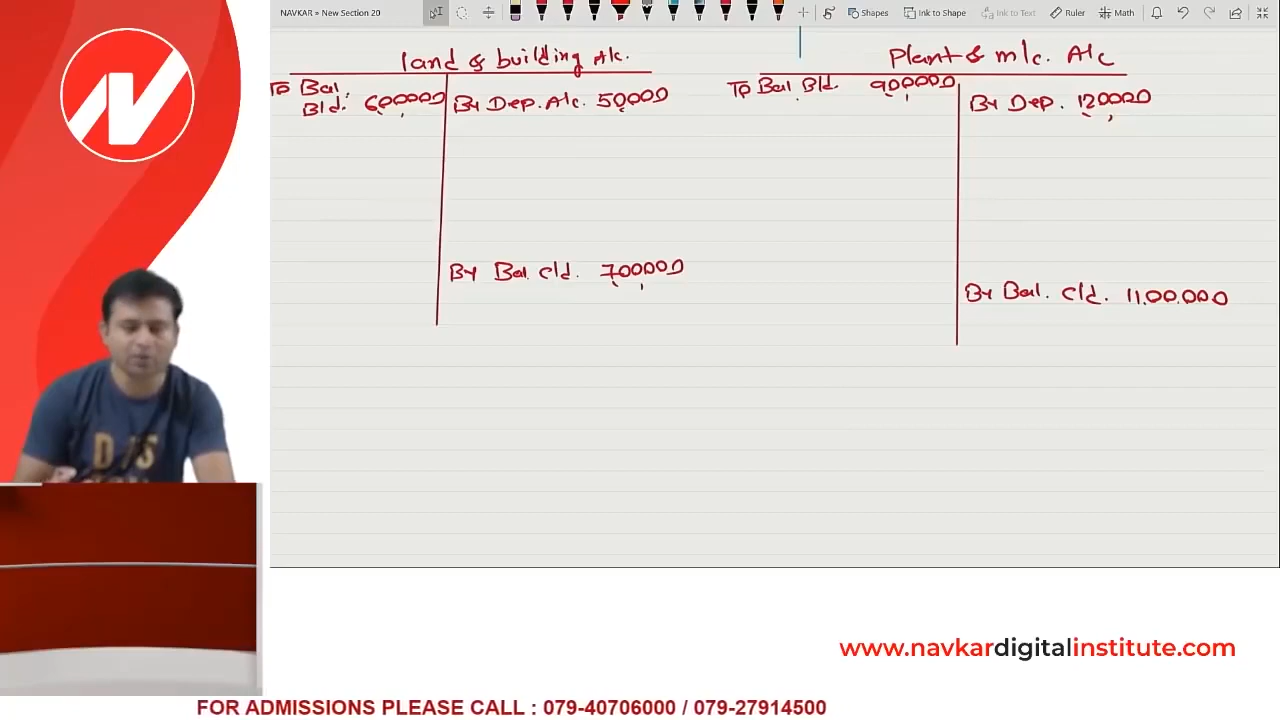 NAVKAR » New Section 20
Shapes
Ink to Shape
Ink to Text
Ruler
Math
land & building A/c.
Plant & m/c. A/c
To Bal. B/d. 600000
By Dep. A/c. 50000
To Bal B/d. 900000
By Dep. 120000
By Bal. c/d. 700000
By Bal. c/d. 11,00,000
www.navkardigitalinstitute.com
FOR ADMISSIONS PLEASE CALL : 079-40706000 / 079-27914500